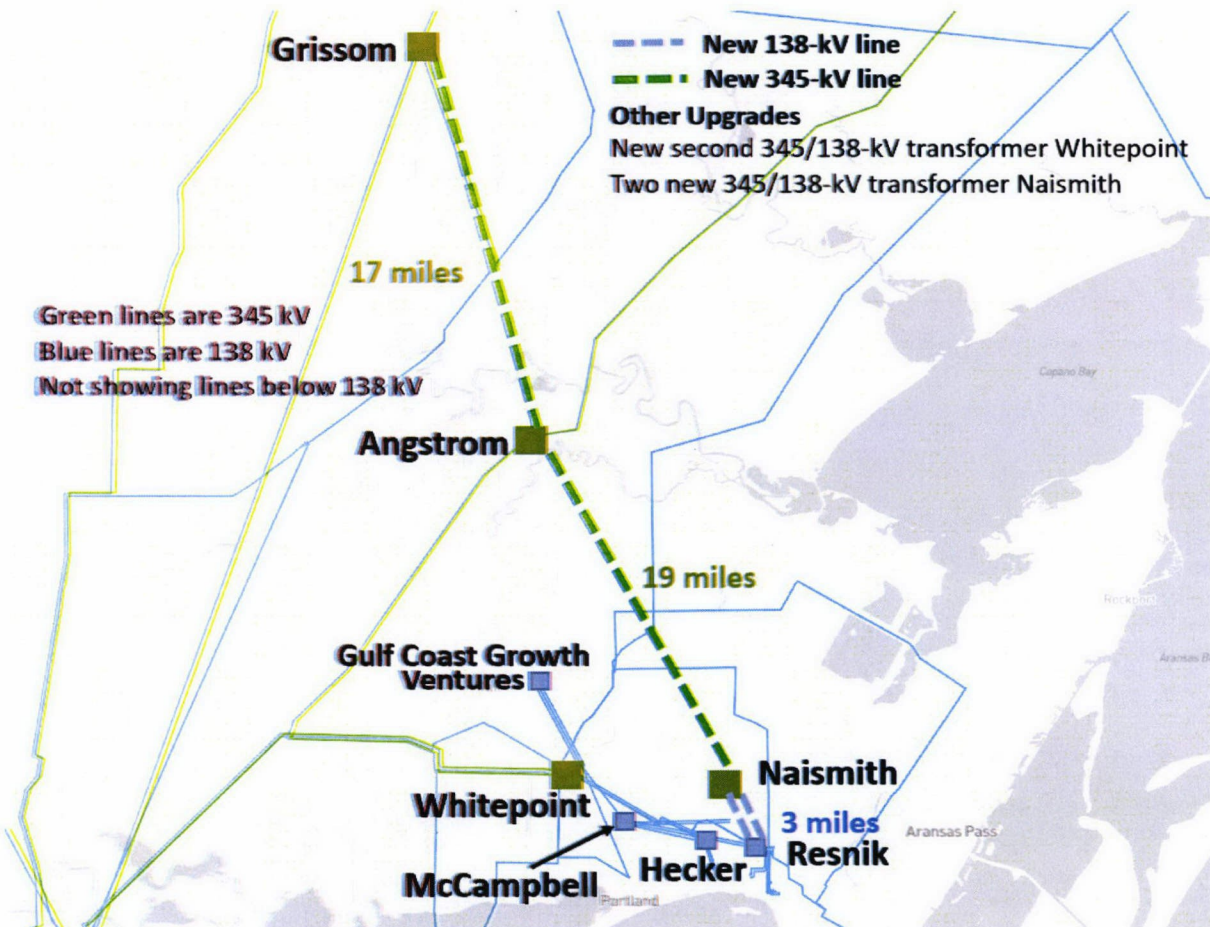 Grissom
New 138-kV line
New 345-kV line
Other Upgrades
New second 345/138-kV transformer Whitepoint
Two new 345/138-kV transformer Naismith
17 miles
Green lines are 345 kV
Blue lines are 138 kV
Not showing lines below 138 kV
Copano Bay
Angstrom
19 miles
Rockport
Gulf Coast Growth
Ventures
Aransas B
Naismith
Whitepoint
3 miles
Aransas Pass
Resnik
Hecker
McCampbell
Portland